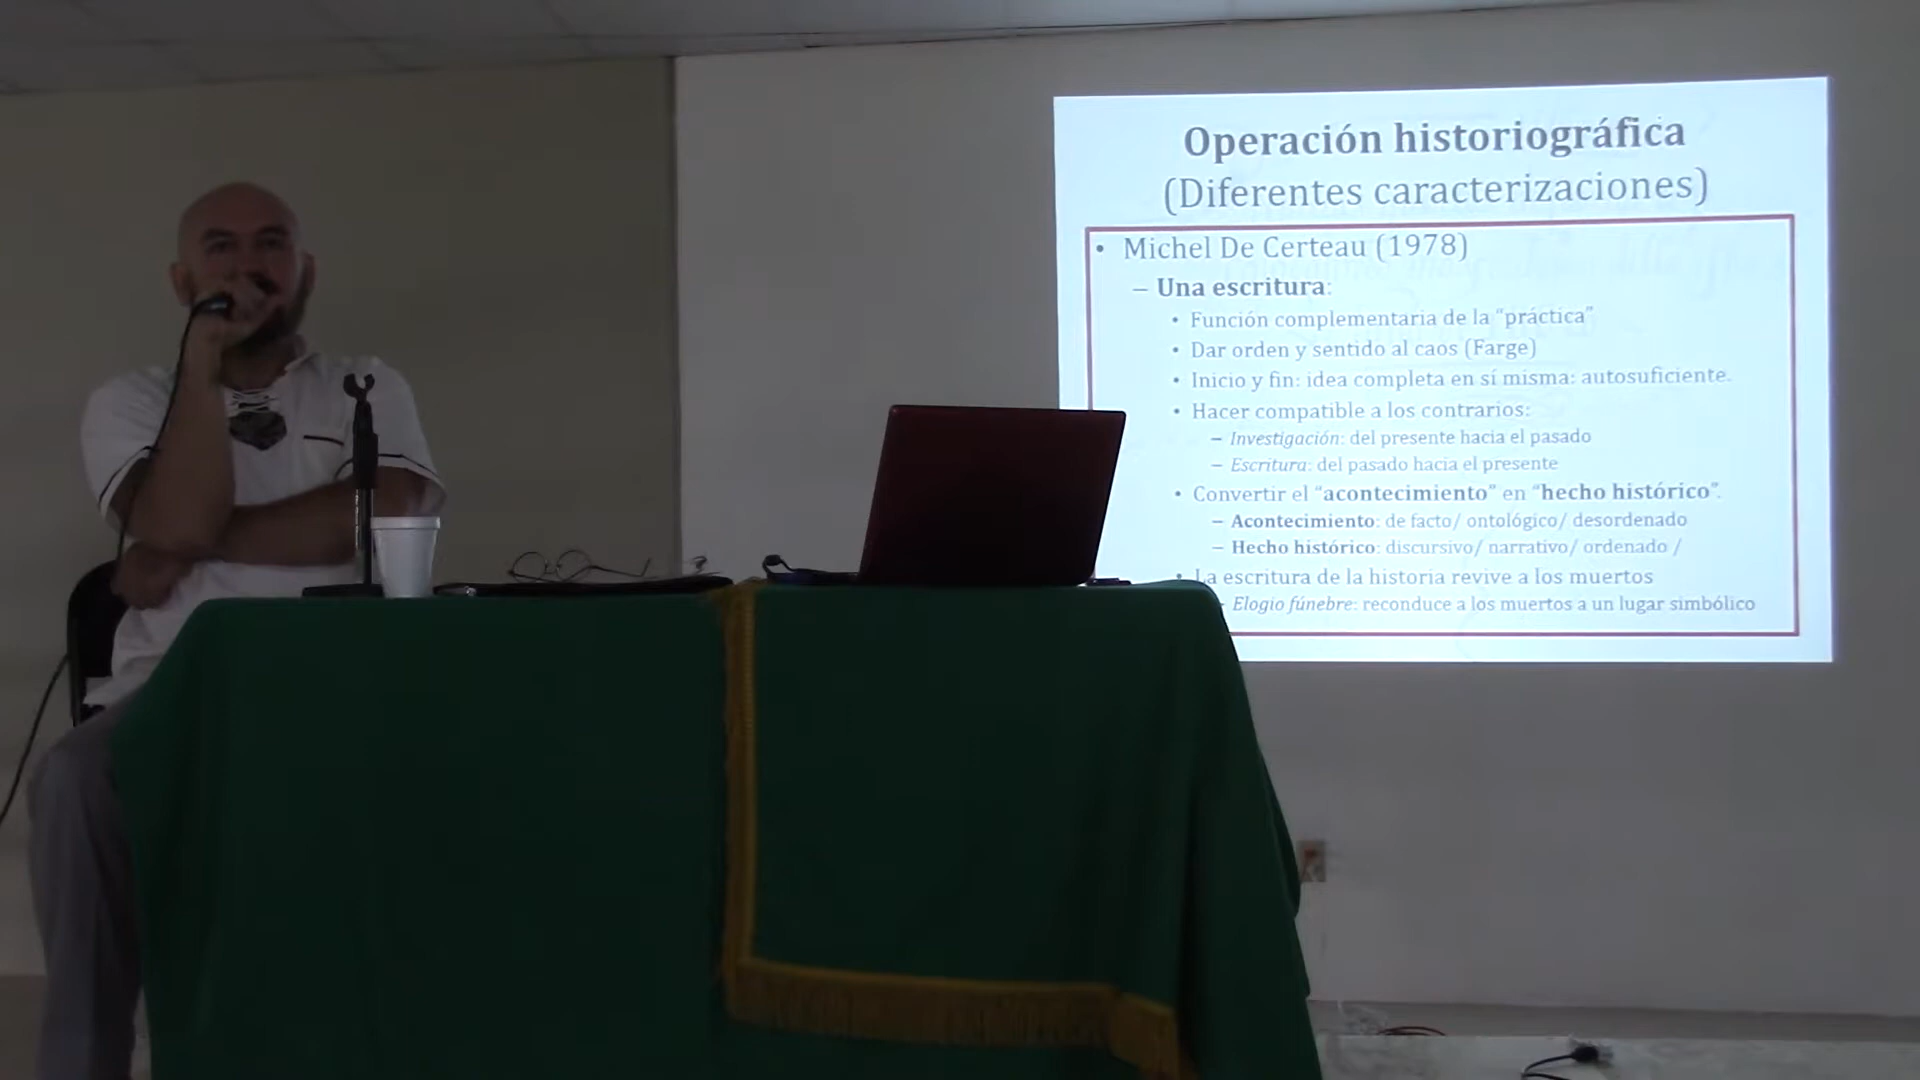 Operación historiográfica
(Diferentes caracterizaciones)
• Michel De Certeau (1978)
– Una escritura:
• Función complementaria de la “práctica”
• Dar orden y sentido al caos (Farge)
• Inicio y fin: idea completa en sí misma: autosuficiente.
• Hacer compatible a los contrarios:
– Investigación: del presente hacia el pasado
– Escritura: del pasado hacia el presente
• Convertir el “acontecimiento” en “hecho histórico”.
– Acontecimiento: de facto/ ontológico/ desordenado
– Hecho histórico: discursivo/ narrativo/ ordenado /
• La escritura de la historia revive a los muertos
- Elogio fúnebre: reconduce a los muertos a un lugar simbólico